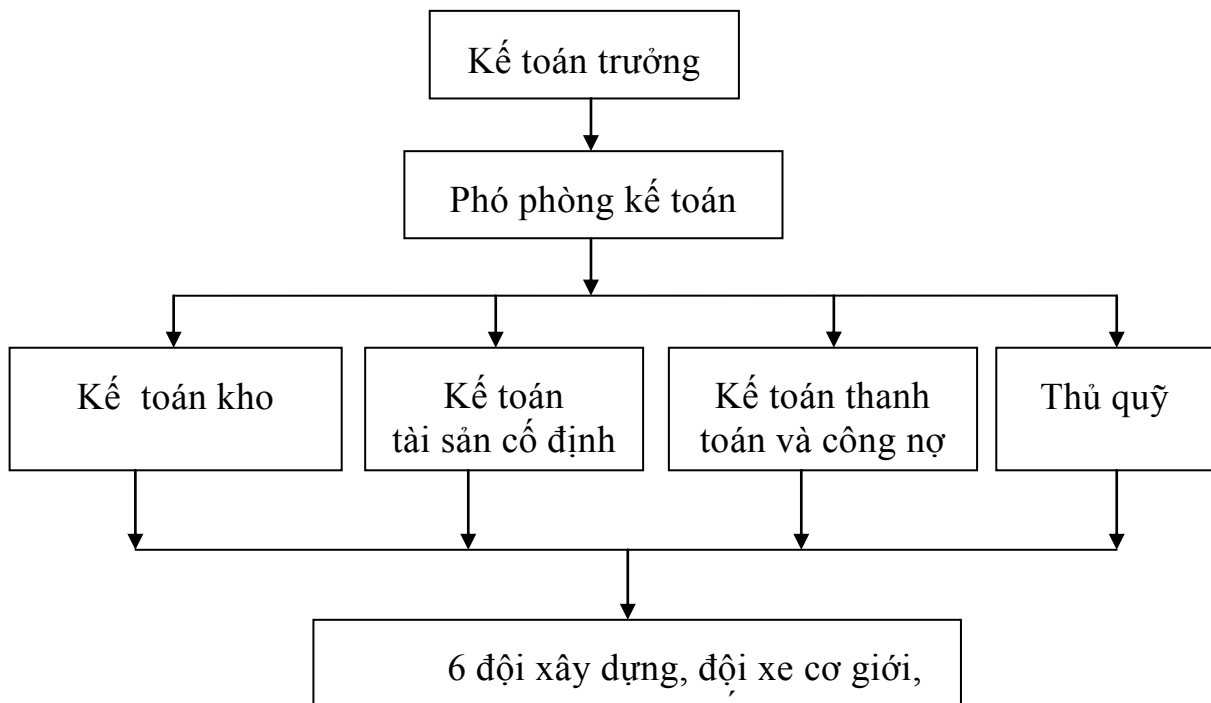 Kế toán trưởng
Phó phòng kế toán
Kế toán kho
Kế toán
tài sản cố định
Kế toán thanh
toán và công nợ
Thủ quỹ
6 đội xây dựng, đội xe cơ giới,